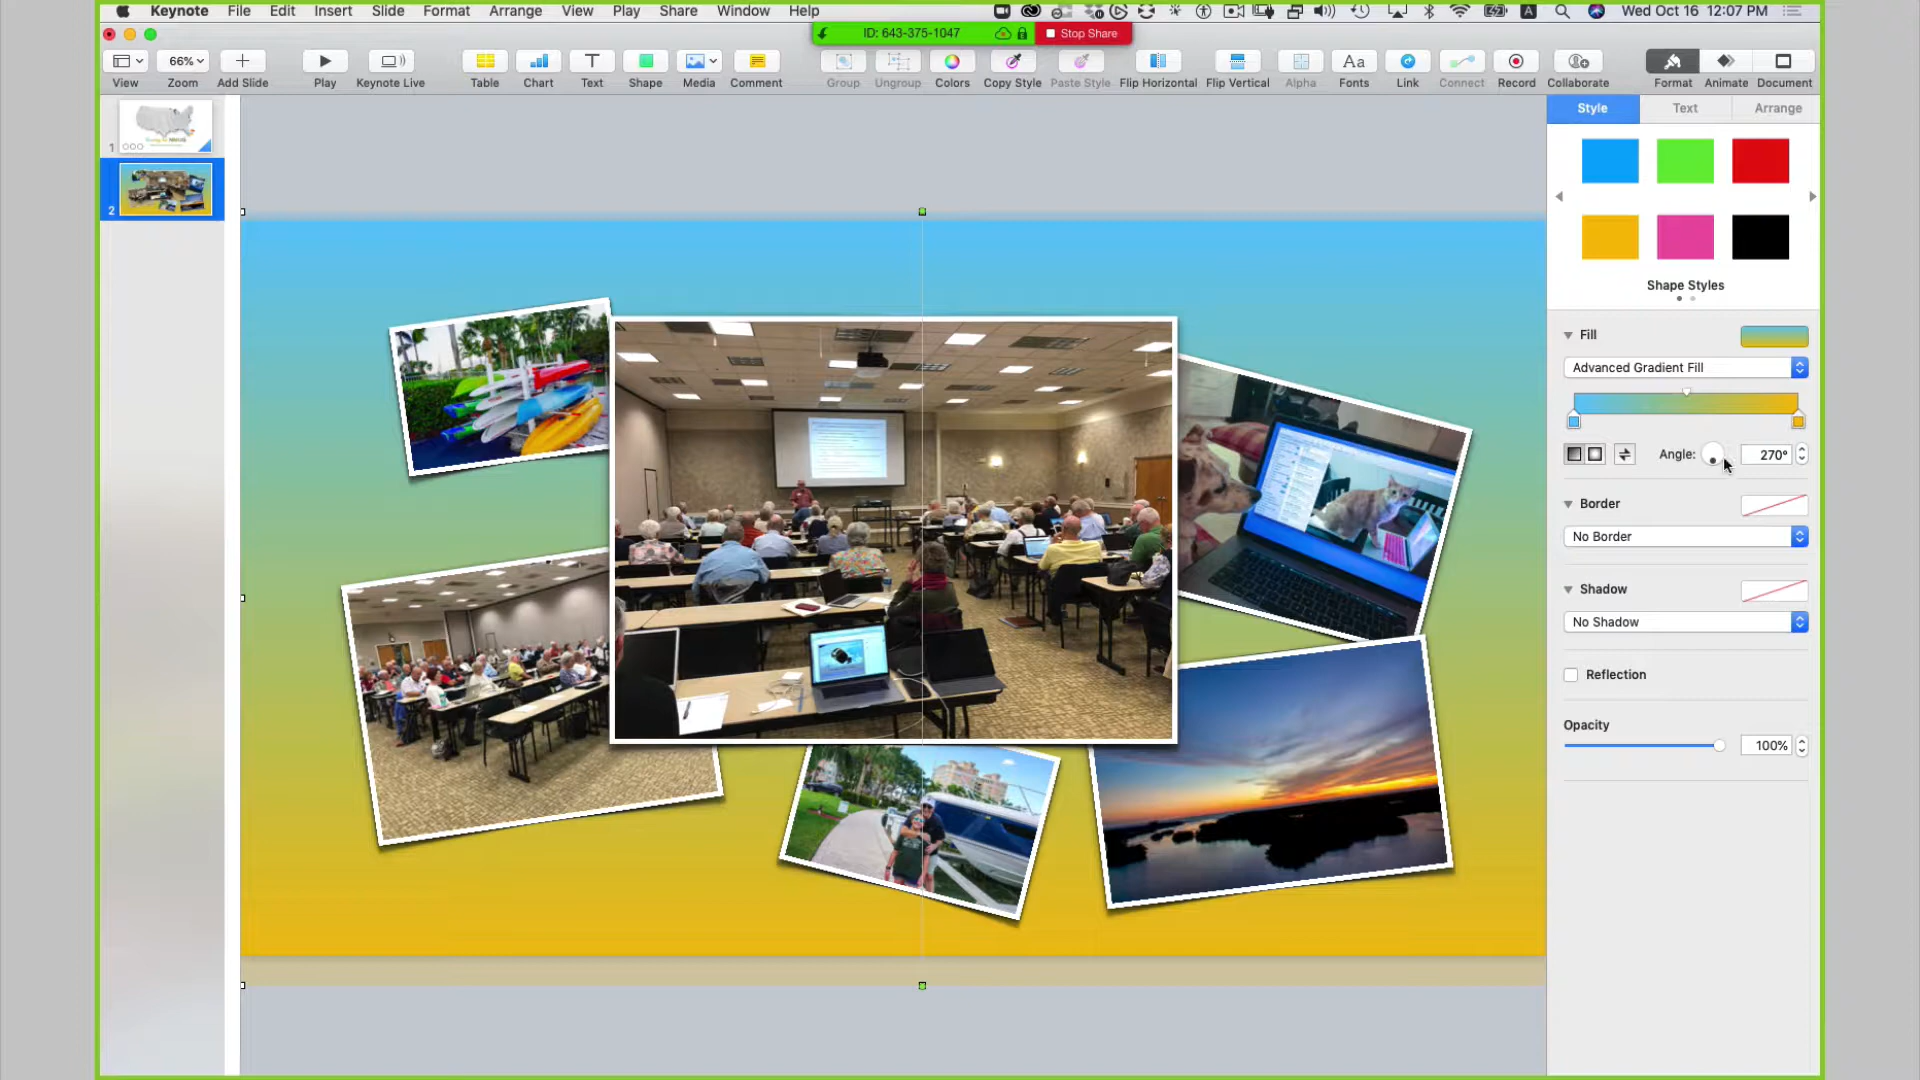 Keynote File Edit Insert Slide Format Arrange View Play Share Window Help Wed Oct 16 12:07 PM
ID: 643-375-1047 Stop Share
66%
View Zoom Add Slide Play Keynote Live Table Chart Text Shape Media Comment Group Ungroup Colors Copy Style Paste Style Flip Horizontal Flip Vertical Alpha Fonts Link Connect Record Collaborate Format Animate Document
Style Text Arrange
1
2
Shape Styles
Fill
Advanced Gradient Fill
Angle: 270°
Border
No Border
Shadow
No Shadow
Reflection
Opacity
100%